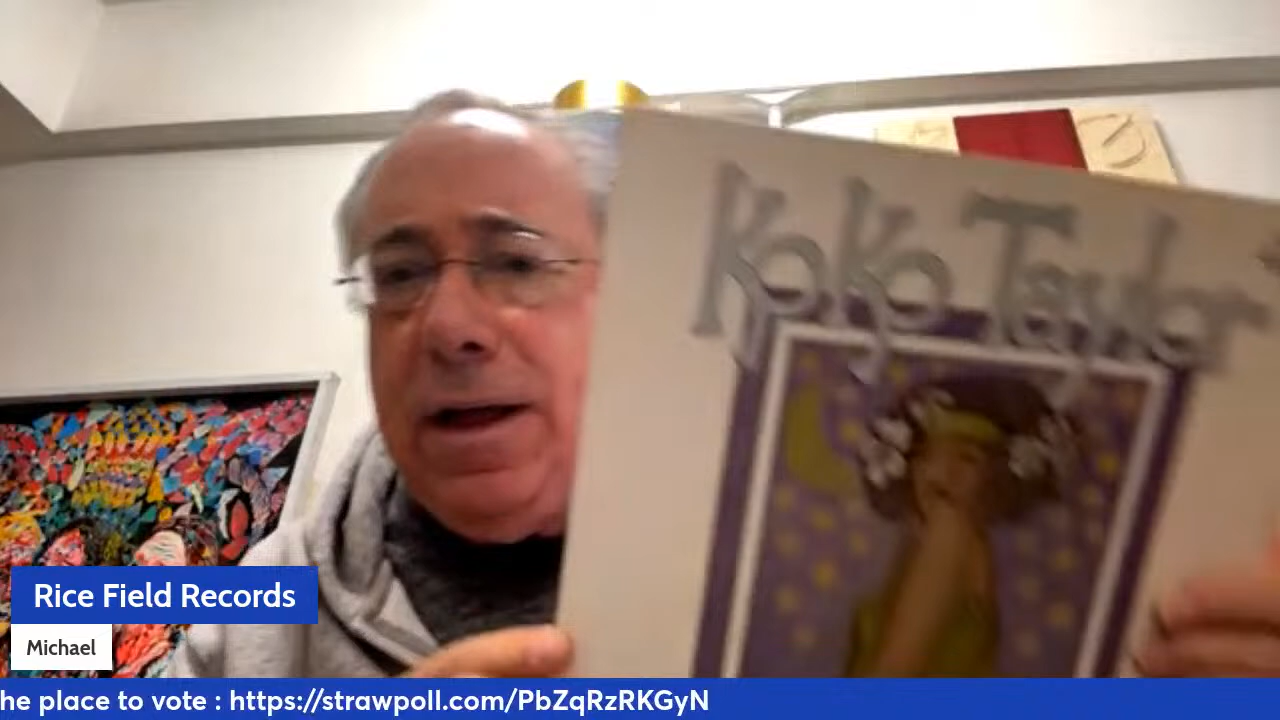 KoKo Taylor
Rice Field Records
Michael
he place to vote : https://strawpoll.com/PbZqRzRKGyN